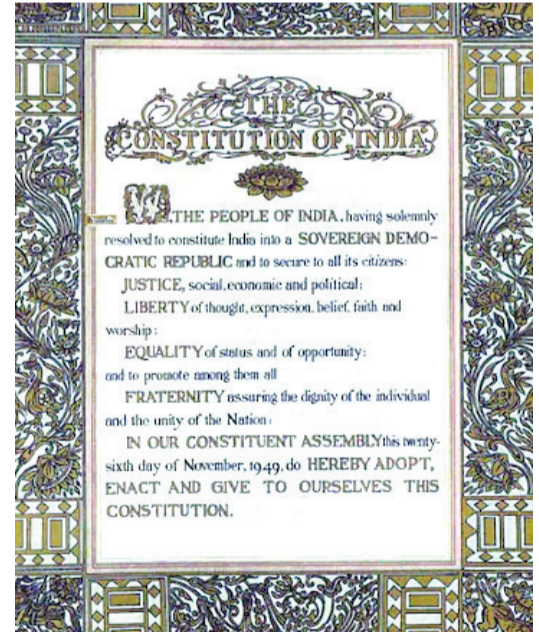 THE
CONSTITUTION OF INDIA
WE, THE PEOPLE OF INDIA, having solemnly
resolved to constitute India into a SOVEREIGN DEMO-
CRATIC REPUBLIC and to secure to all its citizens:
JUSTICE, social, economic and political;
LIBERTY of thought, expression, belief, faith and
worship;
EQUALITY of status and of opportunity;
and to promote among them all
FRATERNITY assuring the dignity of the individual
and the unity of the Nation;
IN OUR CONSTITUENT ASSEMBLY this twenty-
sixth day of November, 1949, do HEREBY ADOPT,
ENACT AND GIVE TO OURSELVES THIS
CONSTITUTION.